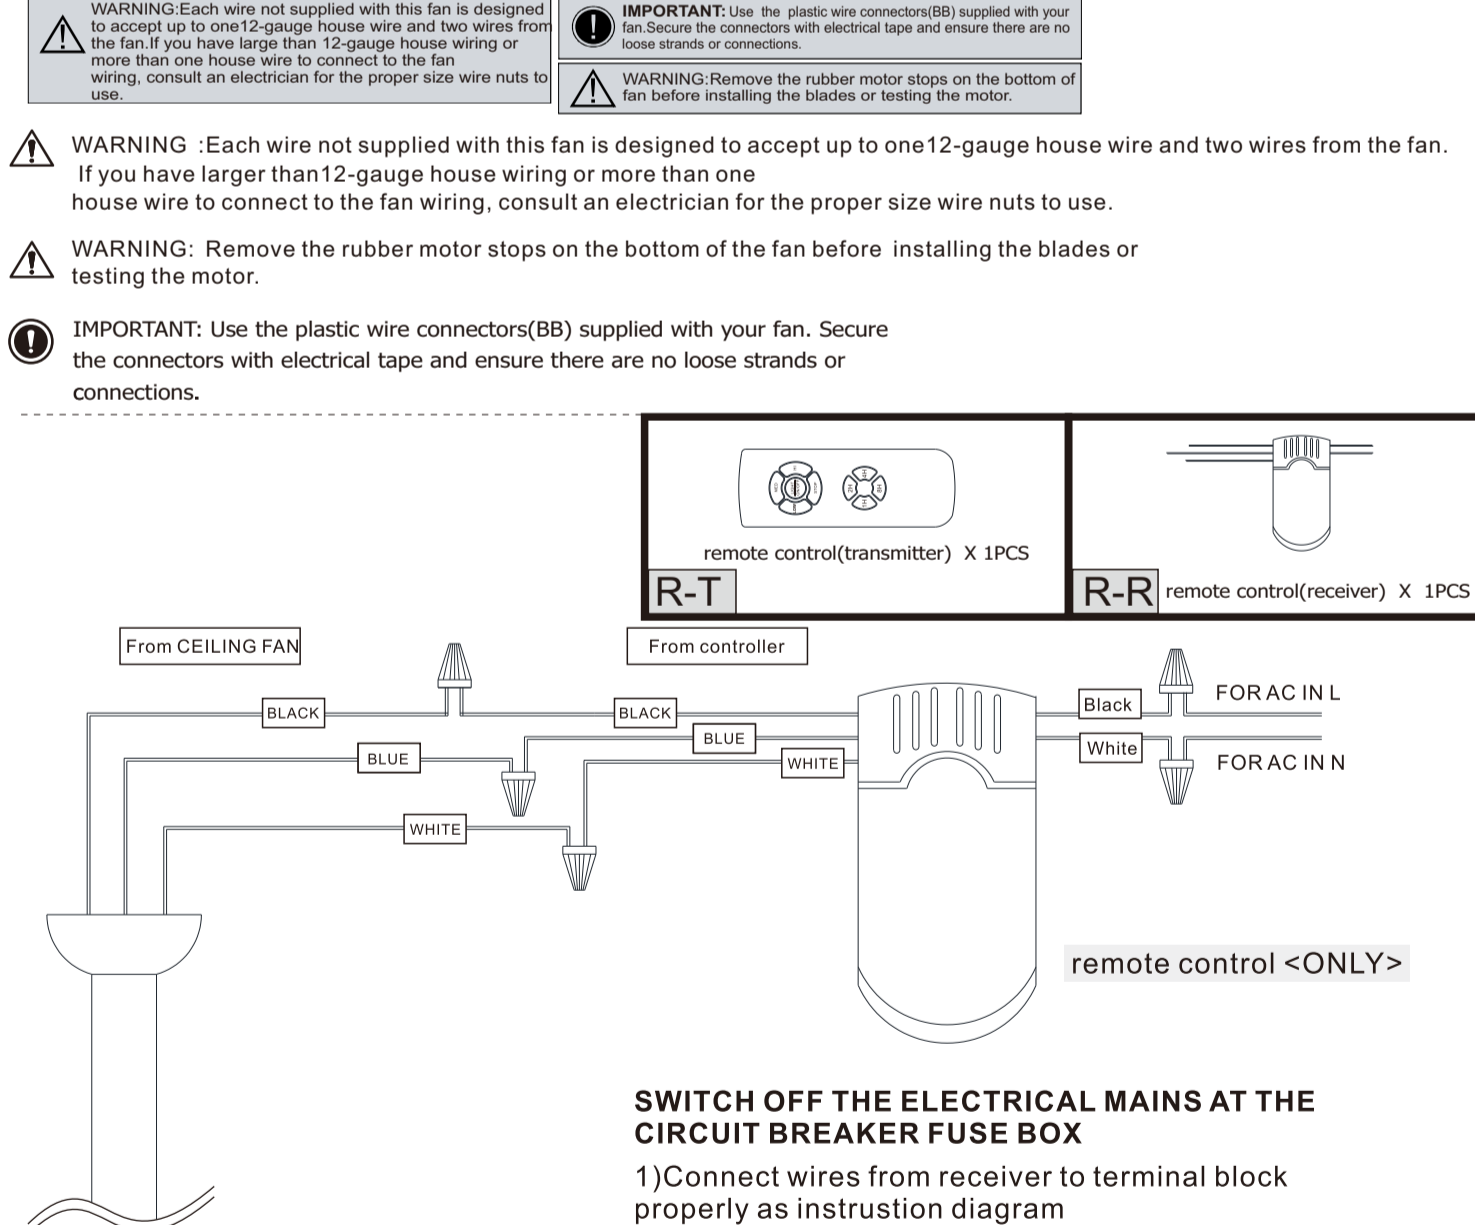 WARNING:Each wire not supplied with this fan is designed
to accept up to one12-gauge house wire and two wires from
the fan.If you have large than 12-gauge house wiring or
more than one house wire to connect to the fan
wiring, consult an electrician for the proper size wire nuts to
use.
IMPORTANT: Use the plastic wire connectors(BB) supplied with your
fan.Secure the connectors with electrical tape and ensure there are no
loose strands or connections.
WARNING:Remove the rubber motor stops on the bottom of
fan before installing the blades or testing the motor.
WARNING :Each wire not supplied with this fan is designed to accept up to one12-gauge house wire and two wires from the fan.
If you have larger than12-gauge house wiring or more than one
house wire to connect to the fan wiring, consult an electrician for the proper size wire nuts to use.
WARNING: Remove the rubber motor stops on the bottom of the fan before installing the blades or
testing the motor.
IMPORTANT: Use the plastic wire connectors(BB) supplied with your fan. Secure
the connectors with electrical tape and ensure there are no loose strands or
connections.
4H
2H
8H
1H
remote control(transmitter) X 1PCS
R-T
R-R
remote control(receiver) X 1PCS
From CEILING FAN
From controller
BLACK
BLACK
Black
FOR AC IN L
BLUE
BLUE
White
WHITE
FOR AC IN N
WHITE
remote control <ONLY>
SWITCH OFF THE ELECTRICAL MAINS AT THE
CIRCUIT BREAKER FUSE BOX
1)Connect wires from receiver to terminal block
properly as instrustion diagram